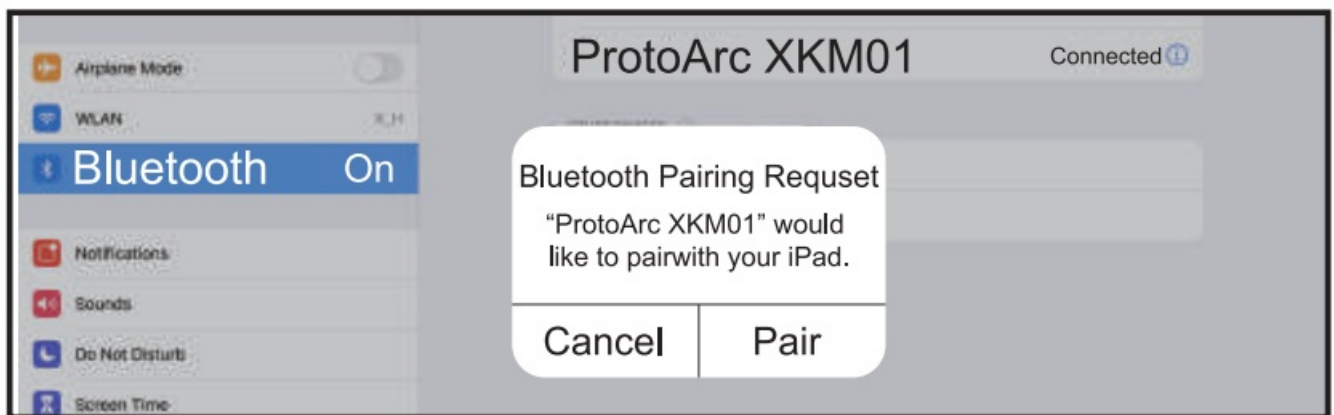 Airplane Mode
WLAN X_H
Bluetooth On
Notifications
Sounds
Do Not Disturb
Screen Time
ProtoArc XKM01 Connected
Bluetooth Pairing Requset
“ProtoArc XKM01” would
like to pairwith your iPad.
Cancel Pair